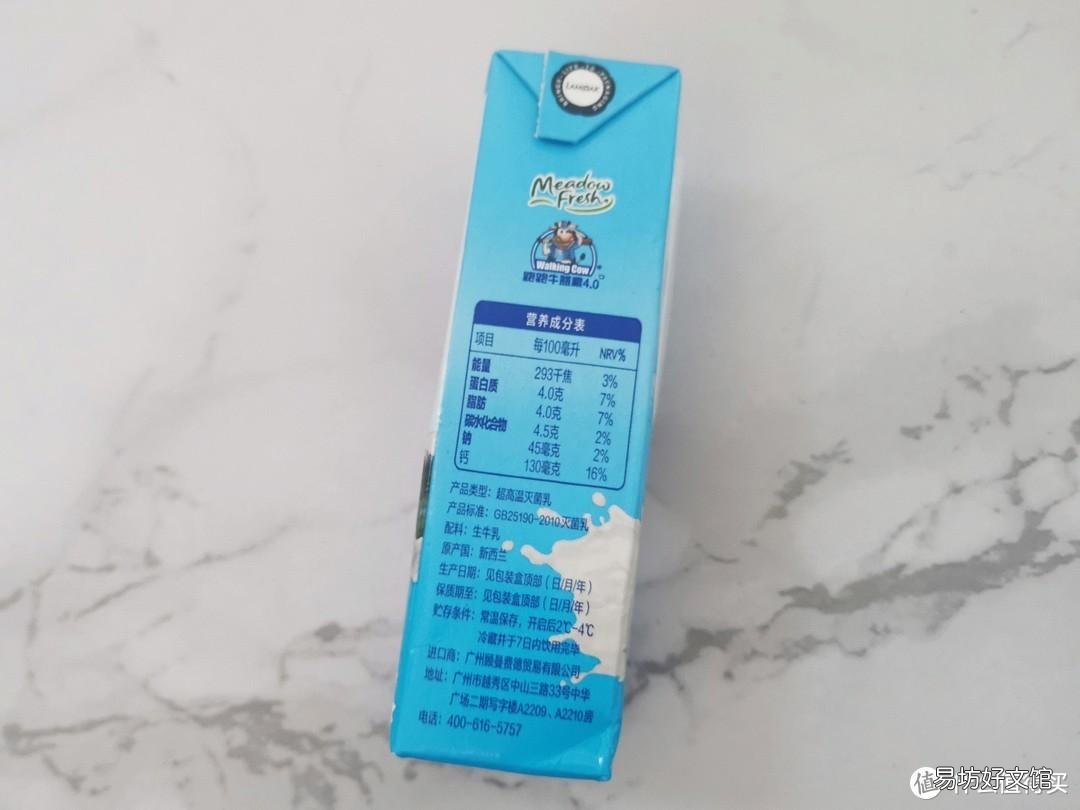 LAMIPAK
Meadow
Fresh
Walking Cow
跑跑牛醇鲜4.0
营养成分表
项目 每100毫升 NRV%
能量 293千焦 3%
蛋白质 4.0克 7%
脂肪 4.0克 7%
碳水化合物 4.5克 2%
钠 45毫克 2%
钙 130毫克 16%
产品类型：超高温灭菌乳
产品标准：GB25190-2010灭菌乳
配料：生牛乳
原产国：新西兰
生产日期：见包装盒顶部（日/月/年）
保质期至：见包装盒顶部（日/月/年）
贮存条件：常温保存，开启后2℃-4℃
冷藏并于7日内饮用完毕
进口商：广州颐曼费德贸易有限公司
地址：广州市越秀区中山三路33号中华
广场二期写字楼A2209、A2210房
电话：400-616-5757
易坊好文馆